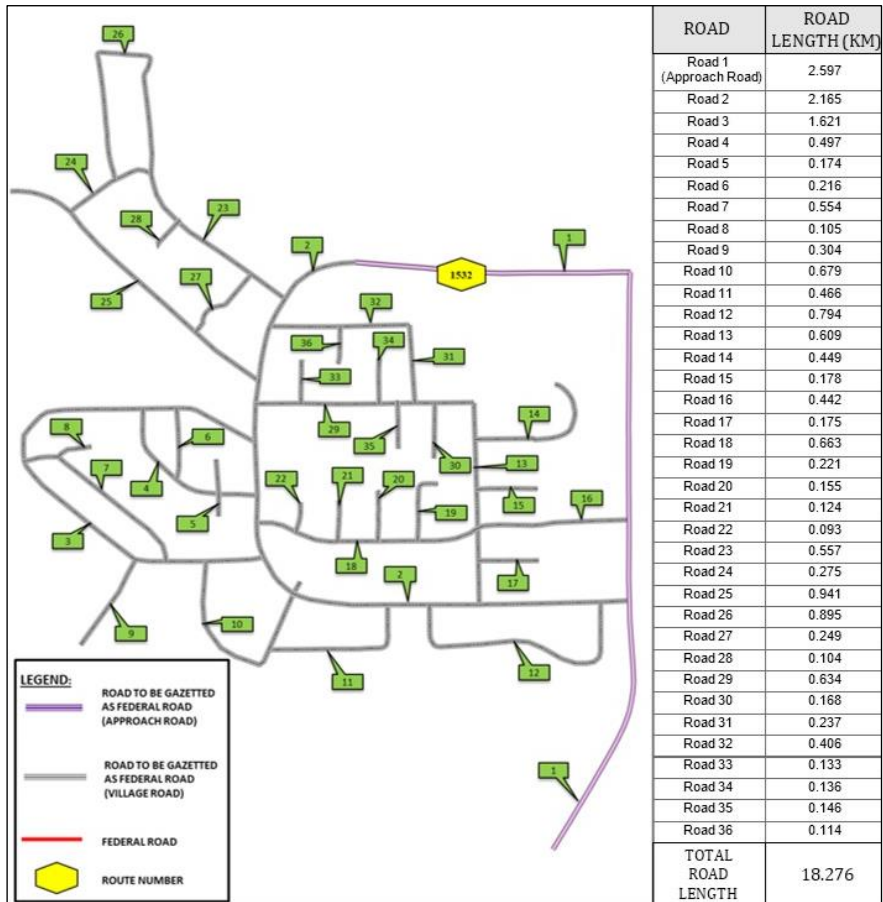 26
24
23
28
2
1
1532
27
25
32
36
34
31
33
8
6
14
29
35
30
13
7
4
22
21
20
5
19
15
16
3
18
2
17
9
10
11
12
1
LEGEND:
ROAD TO BE GAZETTED
AS FEDERAL ROAD
(APPROACH ROAD)
ROAD TO BE GAZETTED
AS FEDERAL ROAD
(VILLAGE ROAD)
FEDERAL ROAD
ROUTE NUMBER
ROAD ROAD LENGTH (KM)
Road 1 (Approach Road) 2.597
Road 2 2.165
Road 3 1.621
Road 4 0.497
Road 5 0.174
Road 6 0.216
Road 7 0.554
Road 8 0.105
Road 9 0.304
Road 10 0.679
Road 11 0.466
Road 12 0.794
Road 13 0.609
Road 14 0.449
Road 15 0.178
Road 16 0.442
Road 17 0.175
Road 18 0.663
Road 19 0.221
Road 20 0.155
Road 21 0.124
Road 22 0.093
Road 23 0.557
Road 24 0.275
Road 25 0.941
Road 26 0.895
Road 27 0.249
Road 28 0.104
Road 29 0.634
Road 30 0.168
Road 31 0.237
Road 32 0.406
Road 33 0.133
Road 34 0.136
Road 35 0.146
Road 36 0.114
TOTAL ROAD LENGTH 18.276